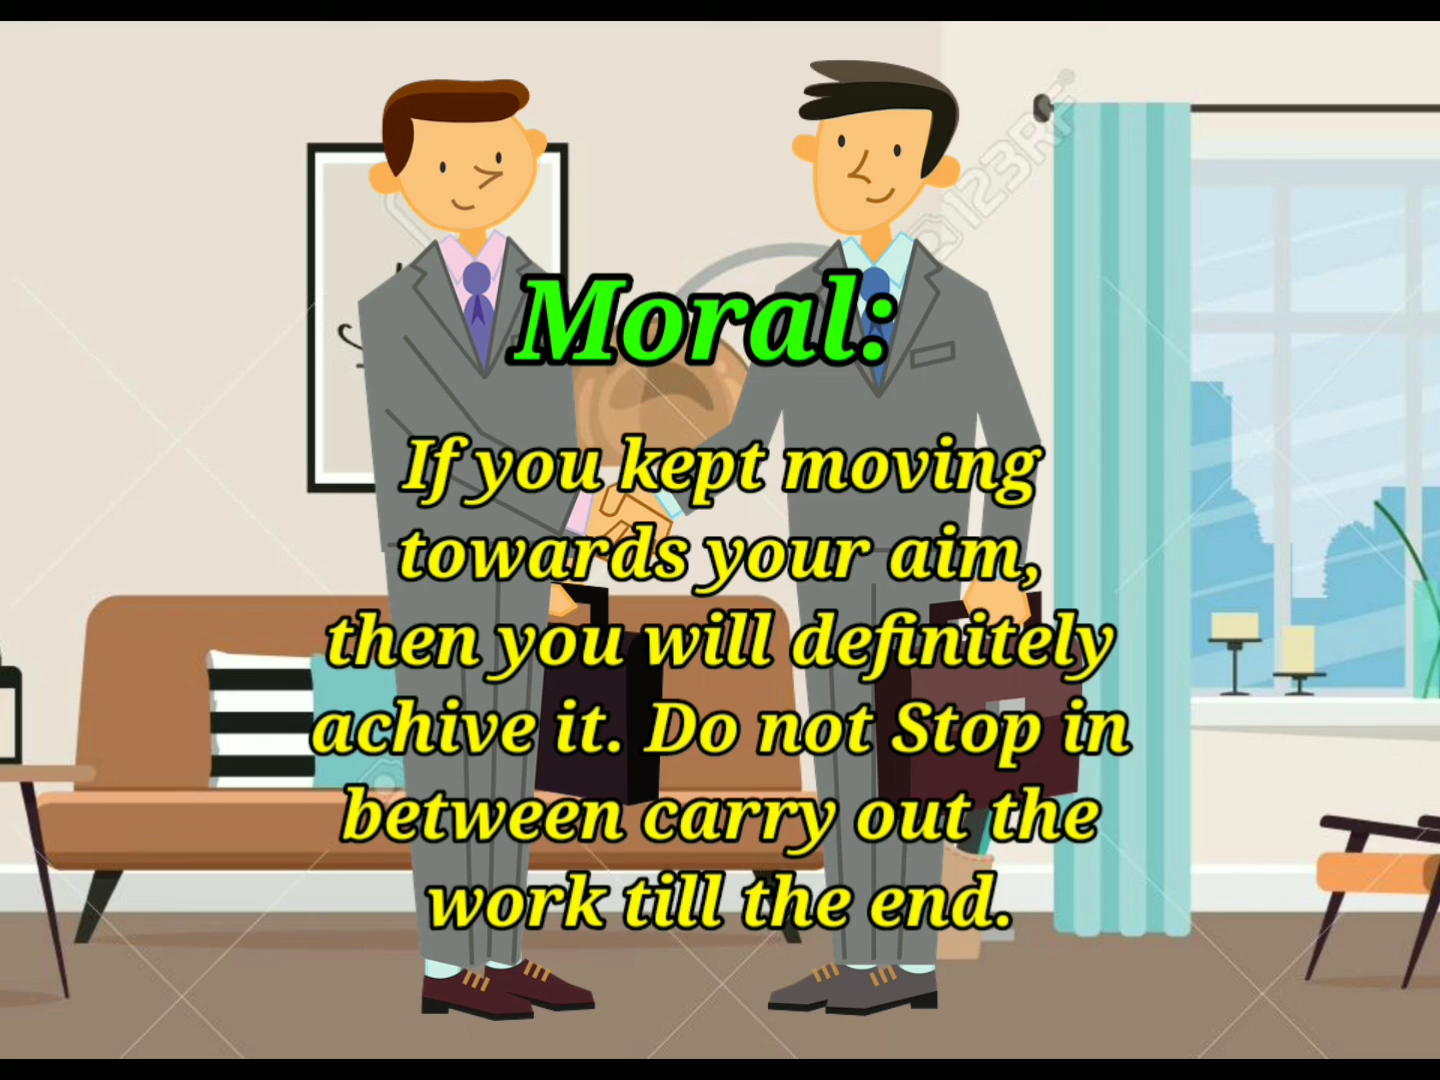 123RF
Moral:
If you kept moving
towards your aim,
then you will definitely
achive it. Do not Stop in
between carry out the
work till the end.